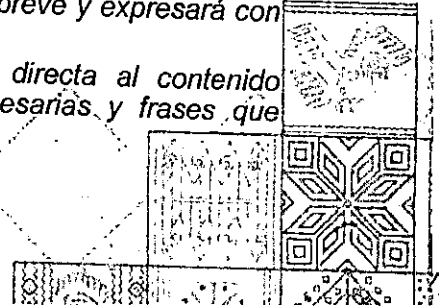 breve y expresará con
directa al contenido
esarias y frases que